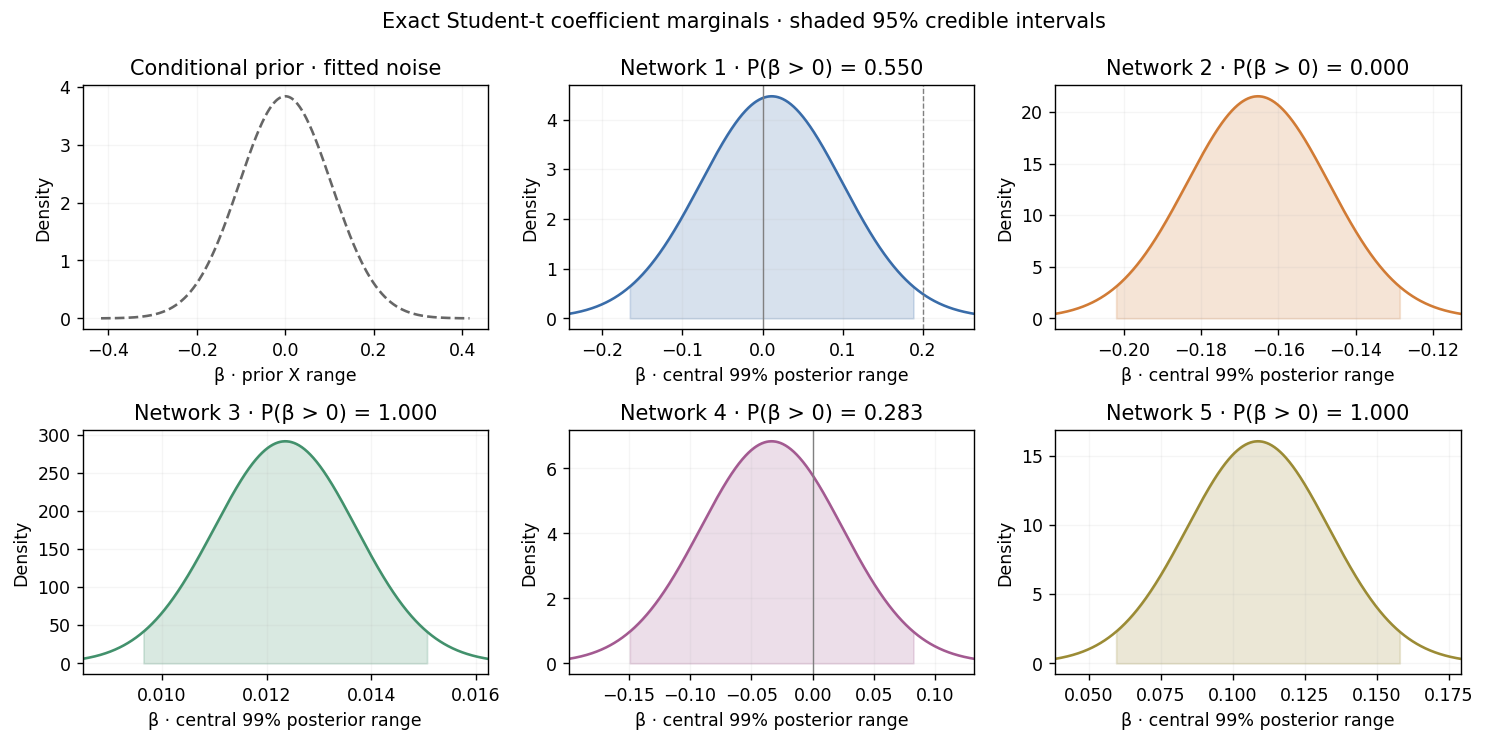 Exact Student-t coefficient marginals · shaded 95% credible intervals
Conditional prior · fitted noise
Density
4
3
2
1
0
−0.4 −0.2 0.0 0.2 0.4
β · prior X range
Network 1 · P(β > 0) = 0.550
Density
4
3
2
1
0
−0.2 −0.1 0.0 0.1 0.2
β · central 99% posterior range
Network 2 · P(β > 0) = 0.000
Density
20
15
10
5
0
−0.20 −0.18 −0.16 −0.14 −0.12
β · central 99% posterior range
Network 3 · P(β > 0) = 1.000
Density
300
250
200
150
100
50
0
0.010 0.012 0.014 0.016
β · central 99% posterior range
Network 4 · P(β > 0) = 0.283
Density
6
4
2
0
−0.15 −0.10 −0.05 0.00 0.05 0.10
β · central 99% posterior range
Network 5 · P(β > 0) = 1.000
Density
15
10
5
0
0.050 0.075 0.100 0.125 0.150 0.175
β · central 99% posterior range